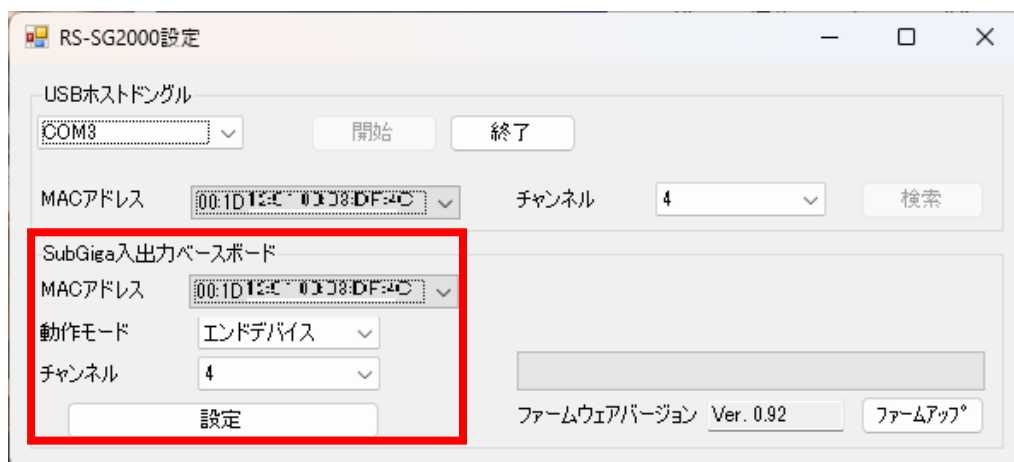 RS-SG2000設定
USBホストドングル
COM3 開始 終了
MACアドレス 00:1D チャンネル 4 検索
SubGiga入出力ベースボード
MACアドレス 00:1D
動作モード エンドデバイス
チャンネル 4
設定 ファームウェアバージョン Ver. 0.92 ファームアップ